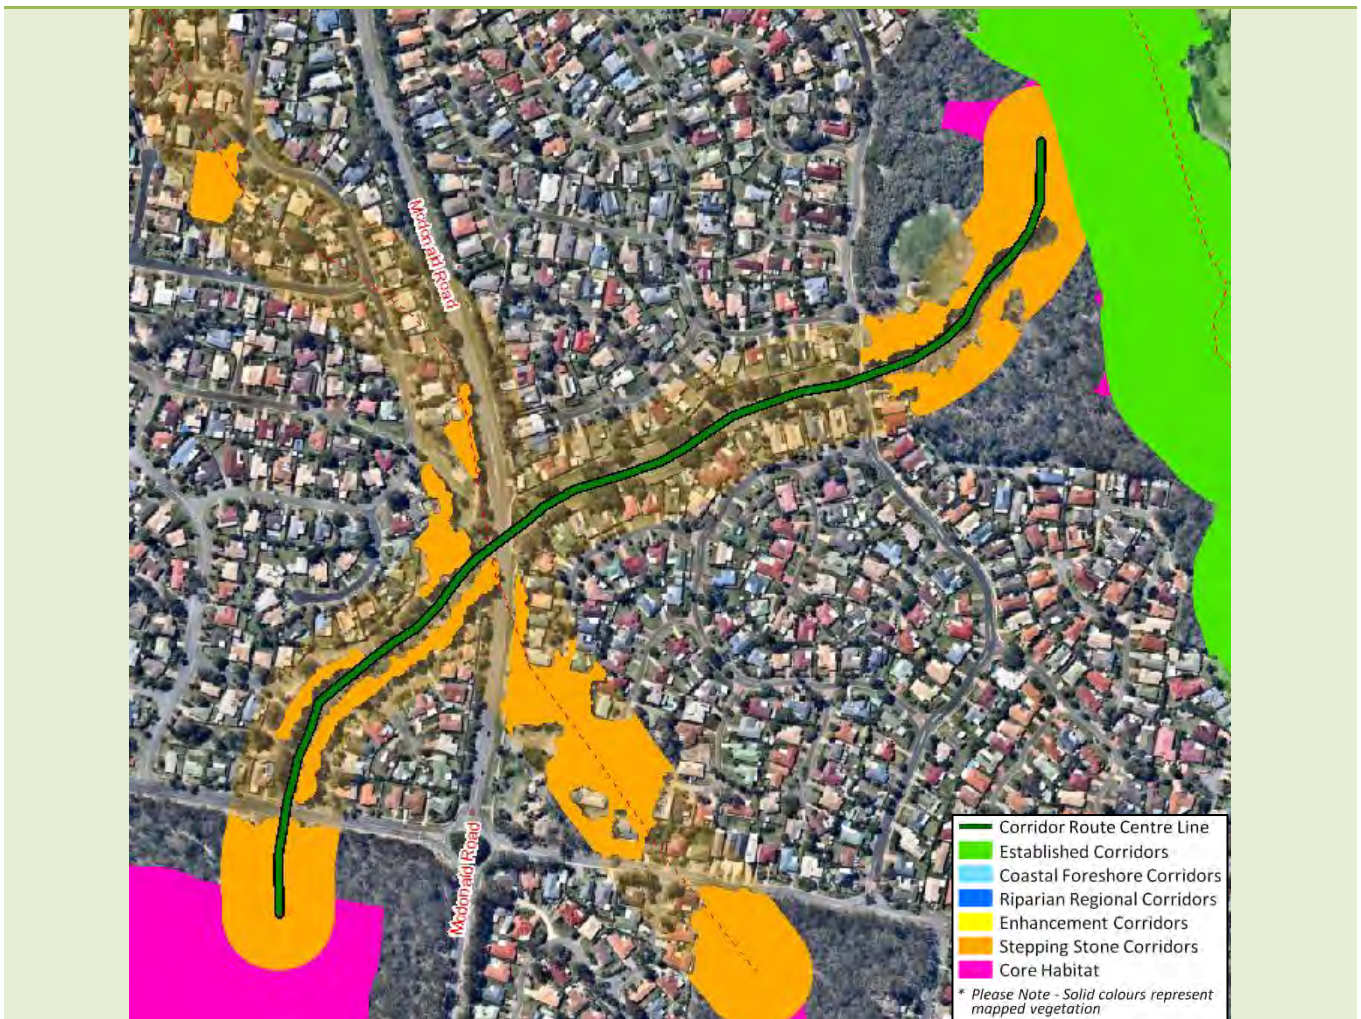 Mcdonald Road
Mcdonald Road
Corridor Route Centre Line
Established Corridors
Coastal Foreshore Corridors
Riparian Regional Corridors
Enhancement Corridors
Stepping Stone Corridors
Core Habitat
* Please Note - Solid colours represent
mapped vegetation